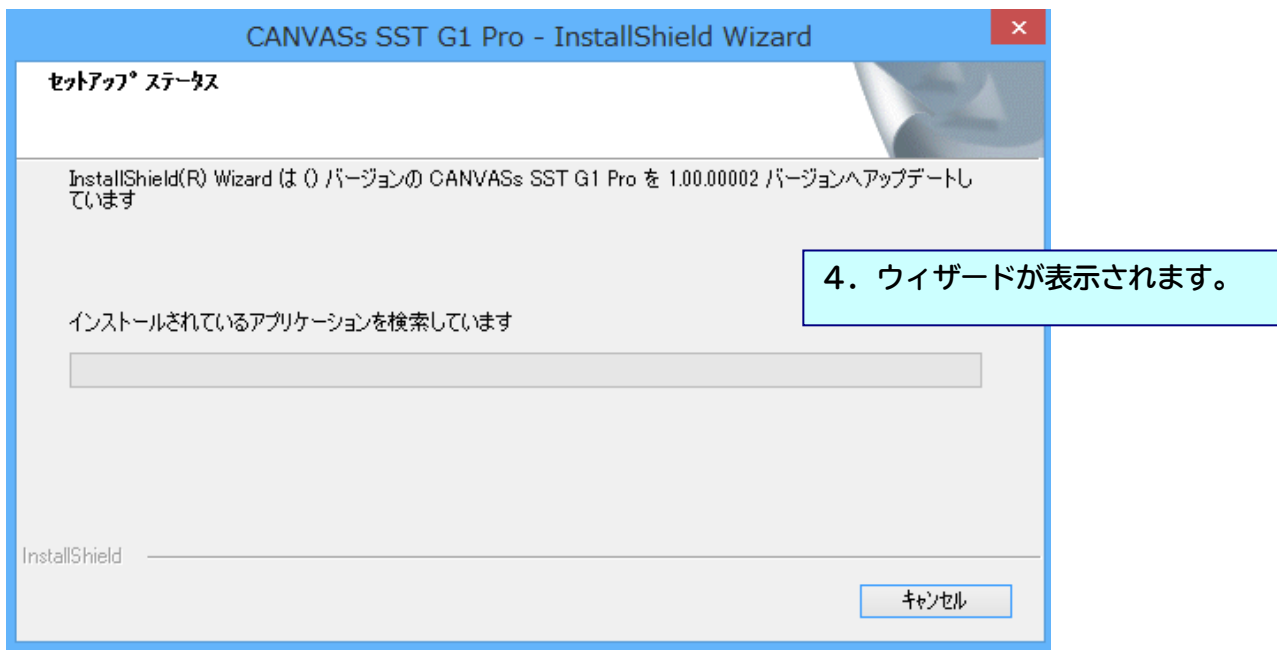 CANVASs SST G1 Pro - InstallShield Wizard
ｾｯﾄｱｯﾌﾟ ｽﾃｰﾀｽ
InstallShield(R) Wizard は () バージョンの CANVASs SST G1 Pro を 1.00.00002 バージョンへアップデートし
ています
４．ウィザードが表示されます。
インストールされているアプリケーションを検索しています
InstallShield
ｷｬﾝｾﾙ